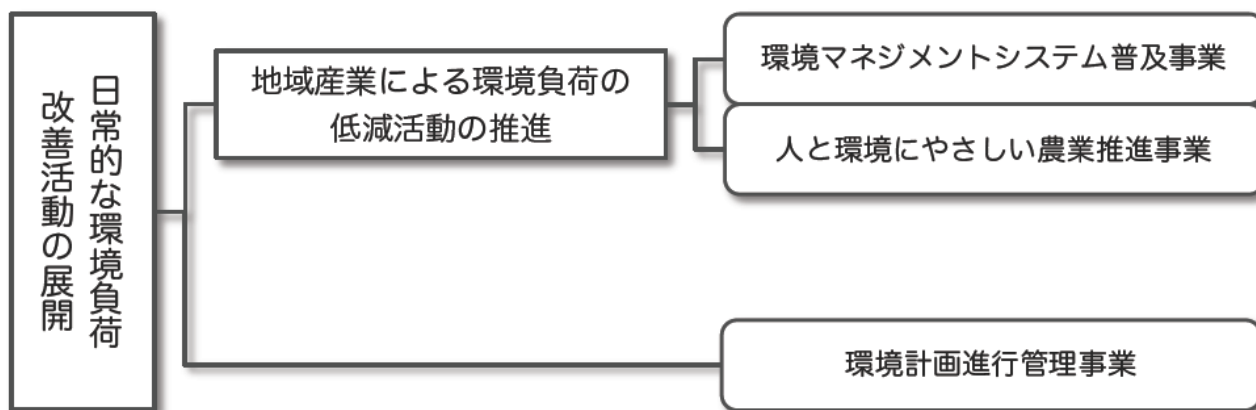 日常的な環境負荷
改善活動の展開
地域産業による環境負荷の
低減活動の推進
環境マネジメントシステム普及事業
人と環境にやさしい農業推進事業
環境計画進行管理事業